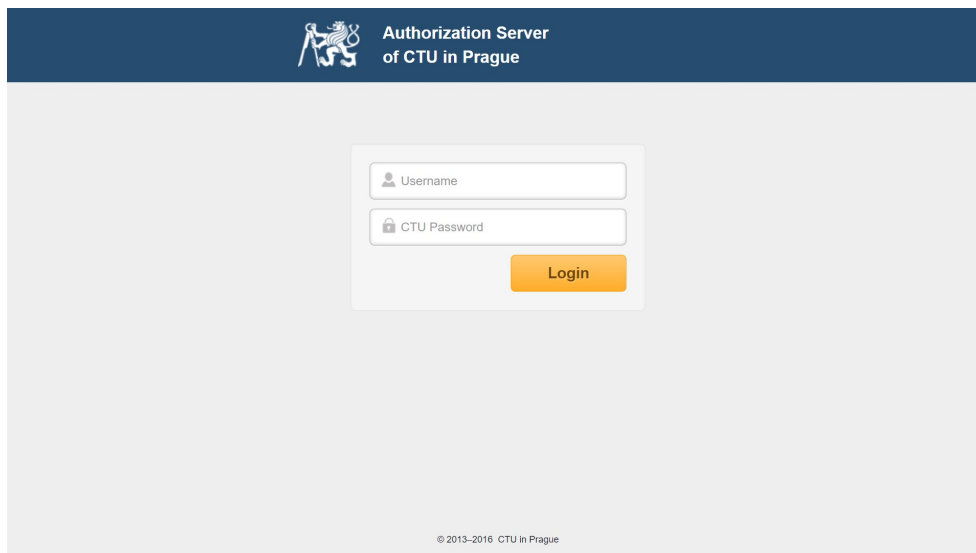 Authorization Server
of CTU in Prague
Username
CTU Password
Login
© 2013–2016 CTU in Prague